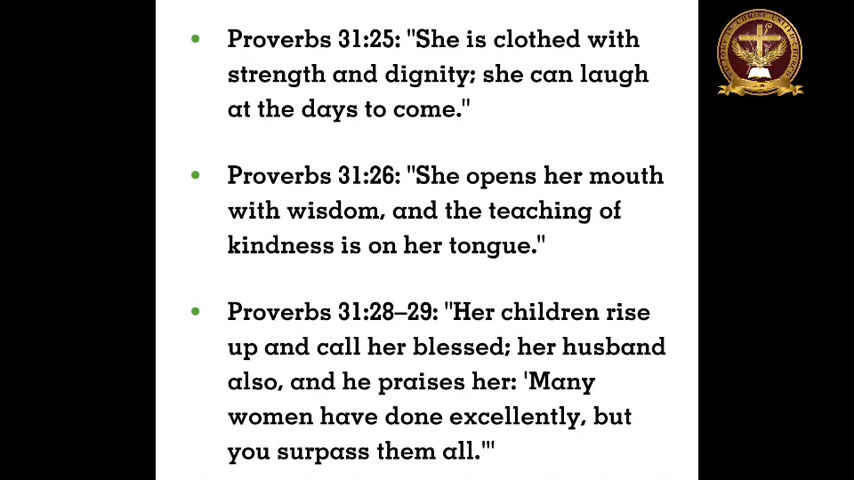 • Proverbs 31:25: "She is clothed with
strength and dignity; she can laugh
at the days to come."
• Proverbs 31:26: "She opens her mouth
with wisdom, and the teaching of
kindness is on her tongue."
• Proverbs 31:28–29: "Her children rise
up and call her blessed; her husband
also, and he praises her: 'Many
women have done excellently, but
you surpass them all.'"